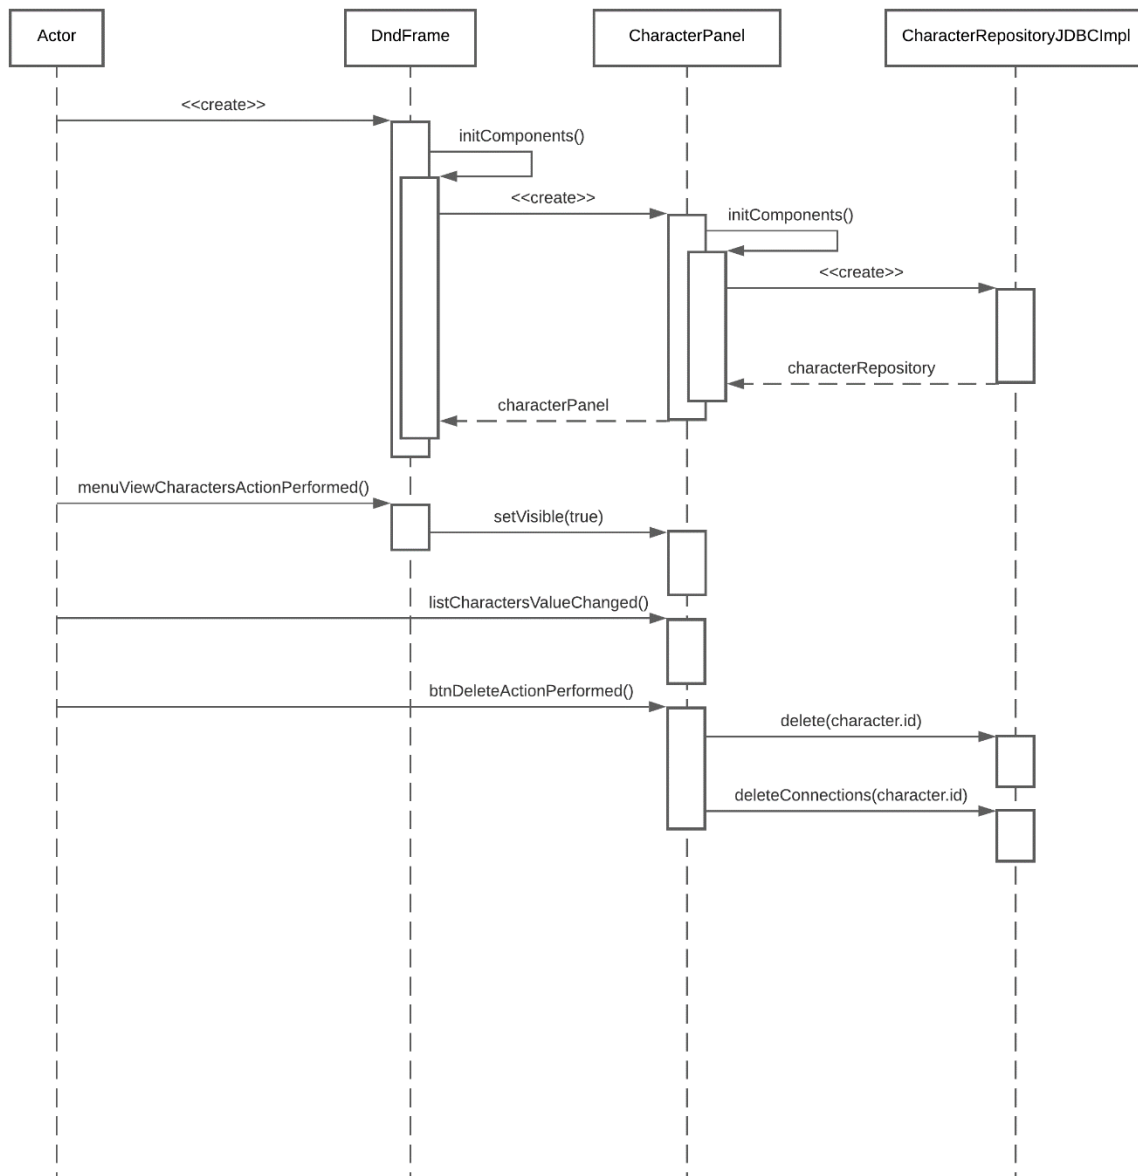 Actor
DndFrame
CharacterPanel
CharacterRepositoryJDBCImpl
<<create>>
initComponents()
<<create>>
initComponents()
<<create>>
characterRepository
characterPanel
menuViewCharactersActionPerformed()
setVisible(true)
listCharactersValueChanged()
btnDeleteActionPerformed()
delete(character.id)
deleteConnections(character.id)